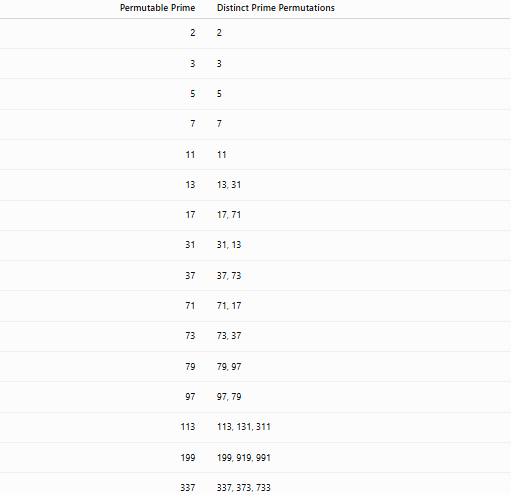 Permutable Prime Distinct Prime Permutations
2 2
3 3
5 5
7 7
11 11
13 13, 31
17 17, 71
31 31, 13
37 37, 73
71 71, 17
73 73, 37
79 79, 97
97 97, 79
113 113, 131, 311
199 199, 919, 991
337 337, 373, 733